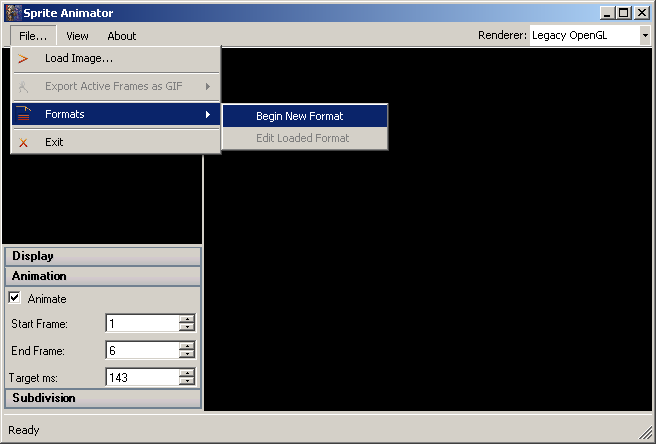 Sprite Animator
File... View About Renderer: Legacy OpenGL
Load Image...
Export Active Frames as GIF
Formats
Begin New Format
Edit Loaded Format
Exit
Display
Animation
Animate
Start Frame: 1
End Frame: 6
Target ms: 143
Subdivision
Ready